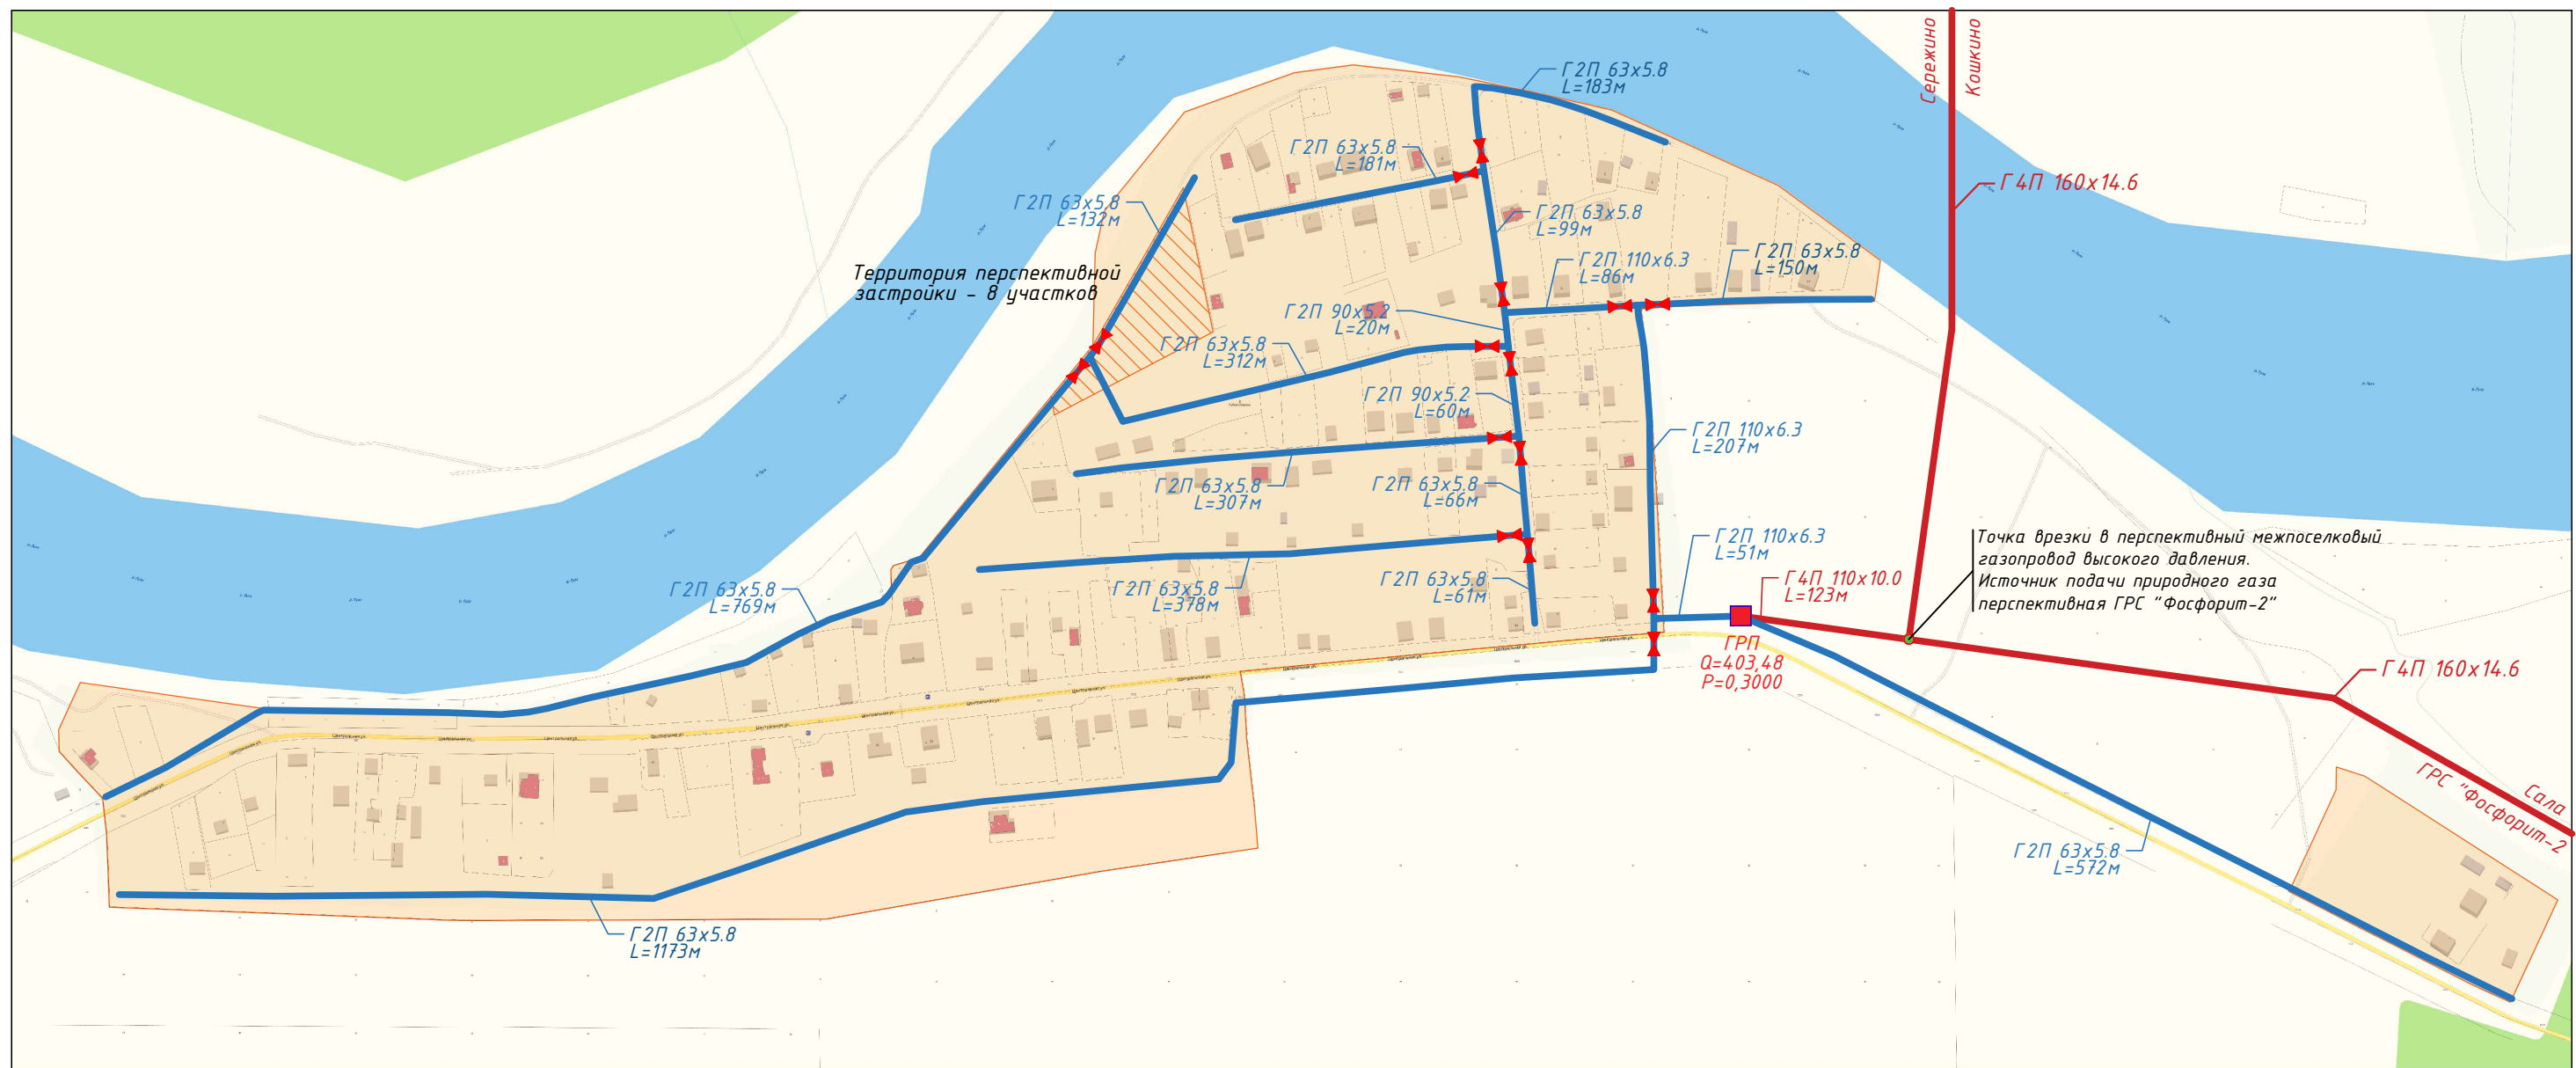 Сережино
Кошкино
Г2П 63х5.8
L=183м
Г2П 63х5.8
L=181м
Г4П 160х14.6
Г2П 63х5.8
L=132м
Г2П 63х5.8
L=99м
Г2П 110х6.3
L=86м
Г2П 63х5.8
L=150м
Территория перспективной
застройки - 8 участков
Г2П 90х5.2
L=20м
Г2П 63х5.8
L=312м
Г2П 90х5.2
L=60м
Г2П 110х6.3
L=207м
Г2П 63х5.8
L=307м
Г2П 63х5.8
L=66м
Г2П 110х6.3
L=51м
Точка врезки в перспективный межпоселковый
газопровод высокого давления.
Источник подачи природного газа
перспективная ГРС "Фосфорит-2"
Г2П 63х5.8
L=769м
Г2П 63х5.8
L=378м
Г2П 63х5.8
L=61м
Г4П 110х10.0
L=123м
ГРП
Q=403,48
P=0,3000
Г4П 160х14.6
Сала
ГРС "Фосфорит-2
Г2П 63х5.8
L=572м
Г2П 63х5.8
L=1173м